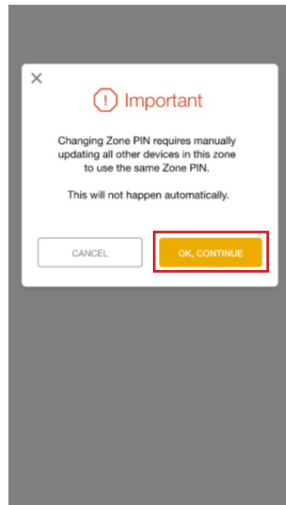 Important
Changing Zone PIN requires manually
updating all other devices in this zone
to use the same Zone PIN.
This will not happen automatically.
CANCEL
OK, CONTINUE